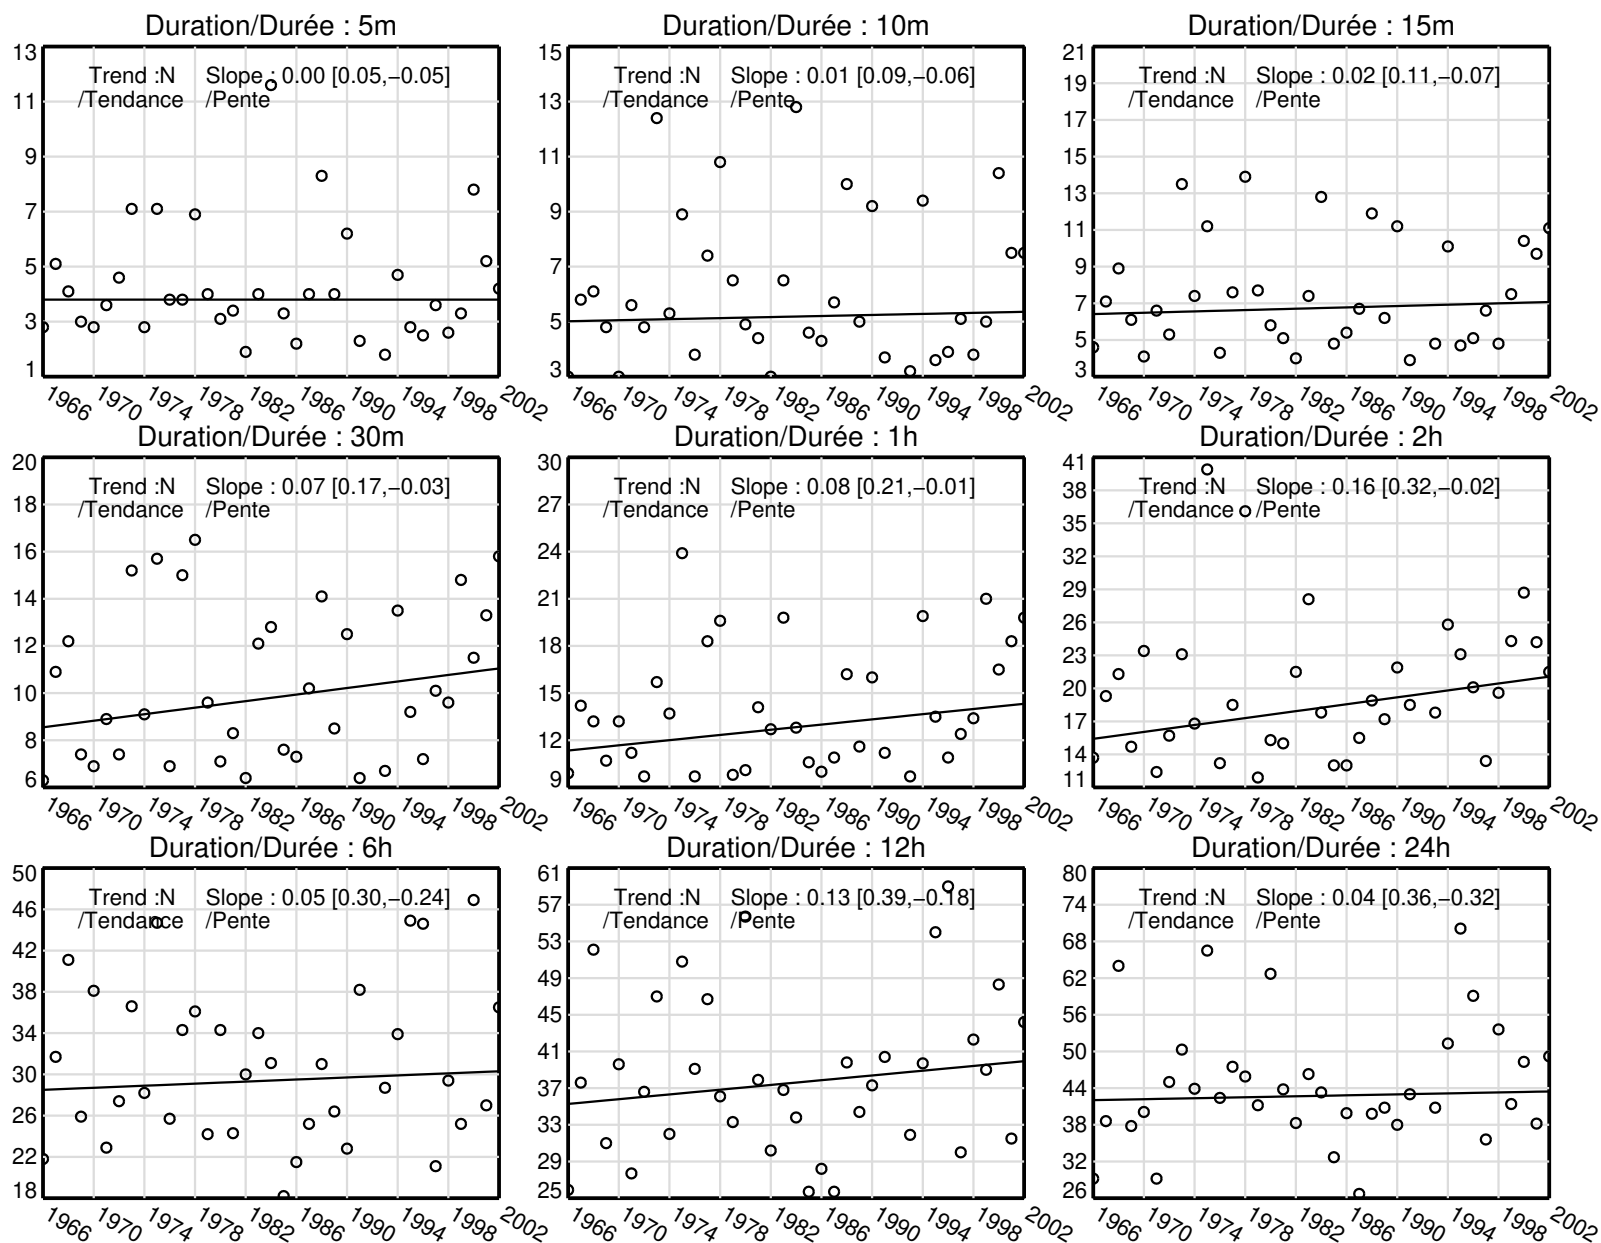 Duration/Durée : 5m
13
11
9
7
5
3
1
Trend :N Slope : 0.00 [0.05,−0.05]
/Tendance /Pente
1966 1970 1974 1978 1982 1986 1990 1994 1998 2002
Duration/Durée : 10m
15
13
11
9
7
5
3
Trend :N Slope : 0.01 [0.09,−0.06]
/Tendance /Pente
1966 1970 1974 1978 1982 1986 1990 1994 1998 2002
Duration/Durée : 15m
21
19
17
15
13
11
9
7
5
3
Trend :N Slope : 0.02 [0.11,−0.07]
/Tendance /Pente
1966 1970 1974 1978 1982 1986 1990 1994 1998 2002
Duration/Durée : 30m
20
18
16
14
12
10
8
6
Trend :N Slope : 0.07 [0.17,−0.03]
/Tendance /Pente
1966 1970 1974 1978 1982 1986 1990 1994 1998 2002
Duration/Durée : 1h
30
27
24
21
18
15
12
9
Trend :N Slope : 0.08 [0.21,−0.01]
/Tendance /Pente
1966 1970 1974 1978 1982 1986 1990 1994 1998 2002
Duration/Durée : 2h
41
38
35
32
29
26
23
20
17
14
11
Trend :N Slope : 0.16 [0.32,−0.02]
/Tendance /Pente
1966 1970 1974 1978 1982 1986 1990 1994 1998 2002
Duration/Durée : 6h
50
46
42
38
34
30
26
22
18
Trend :N Slope : 0.05 [0.30,−0.24]
/Tendance /Pente
1966 1970 1974 1978 1982 1986 1990 1994 1998 2002
Duration/Durée : 12h
61
57
53
49
45
41
37
33
29
25
Trend :N Slope : 0.13 [0.39,−0.18]
/Tendance /Pente
1966 1970 1974 1978 1982 1986 1990 1994 1998 2002
Duration/Durée : 24h
80
74
68
62
56
50
44
38
32
26
Trend :N Slope : 0.04 [0.36,−0.32]
/Tendance /Pente
1966 1970 1974 1978 1982 1986 1990 1994 1998 2002